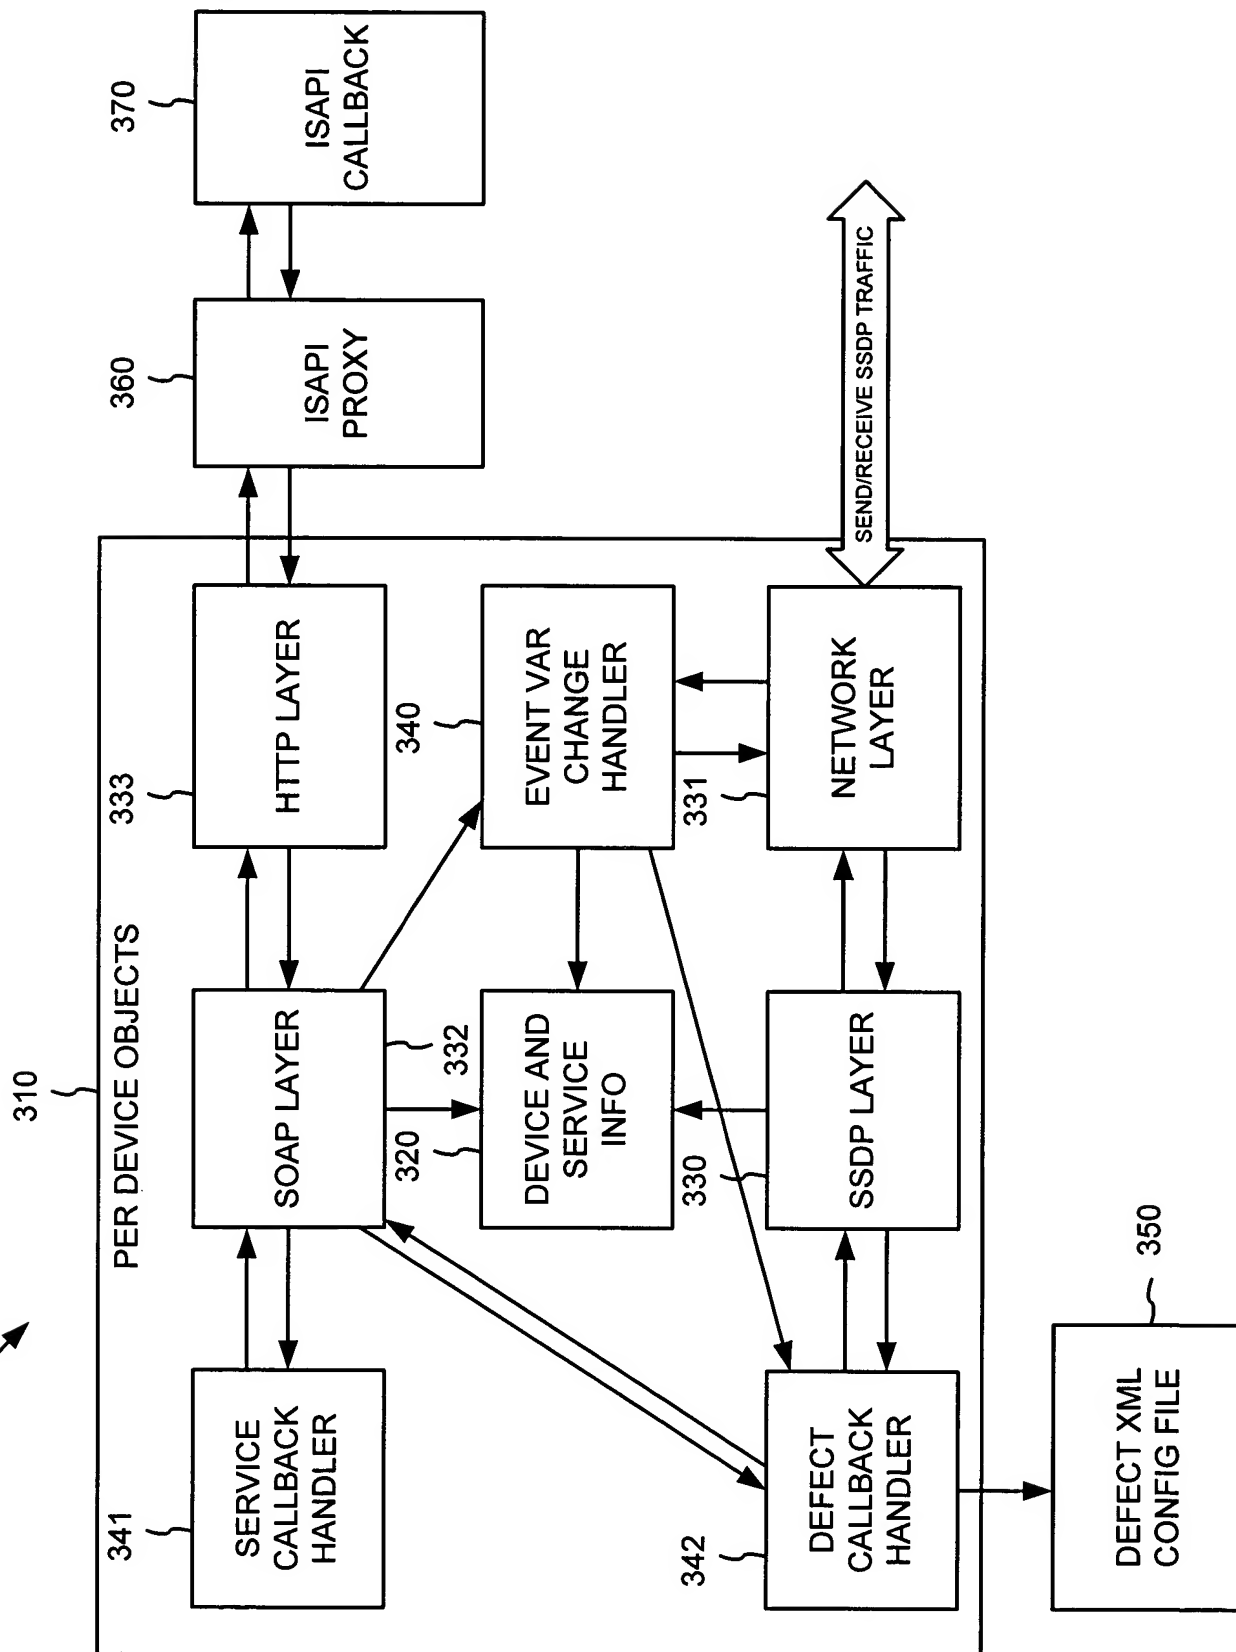 310
PER DEVICE OBJECTS
341
SERVICE
CALLBACK
HANDLER
SOAP LAYER
332
333
HTTP LAYER
360
ISAPI
PROXY
370
ISAPI
CALLBACK
320
DEVICE AND
SERVICE
INFO
340
EVENT VAR
CHANGE
HANDLER
342
DEFECT
CALLBACK
HANDLER
330
SSDP LAYER
331
NETWORK
LAYER
SEND/RECEIVE SSDP TRAFFIC
350
DEFECT XML
CONFIG FILE